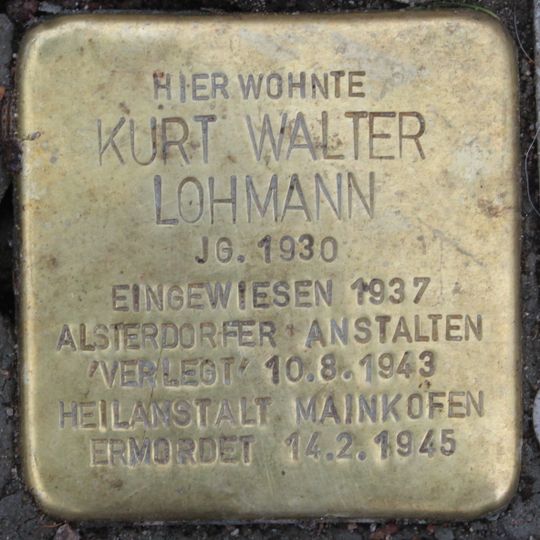 HIER WOHNTE
KURT WALTER
LOHMANN
JG. 1930
EINGEWIESEN 1937
ALSTERDORFER ANSTALTEN
'VERLEGT' 10.8.1943
HEILANSTALT MAINKOFEN
ERMORDET 14.2.1945